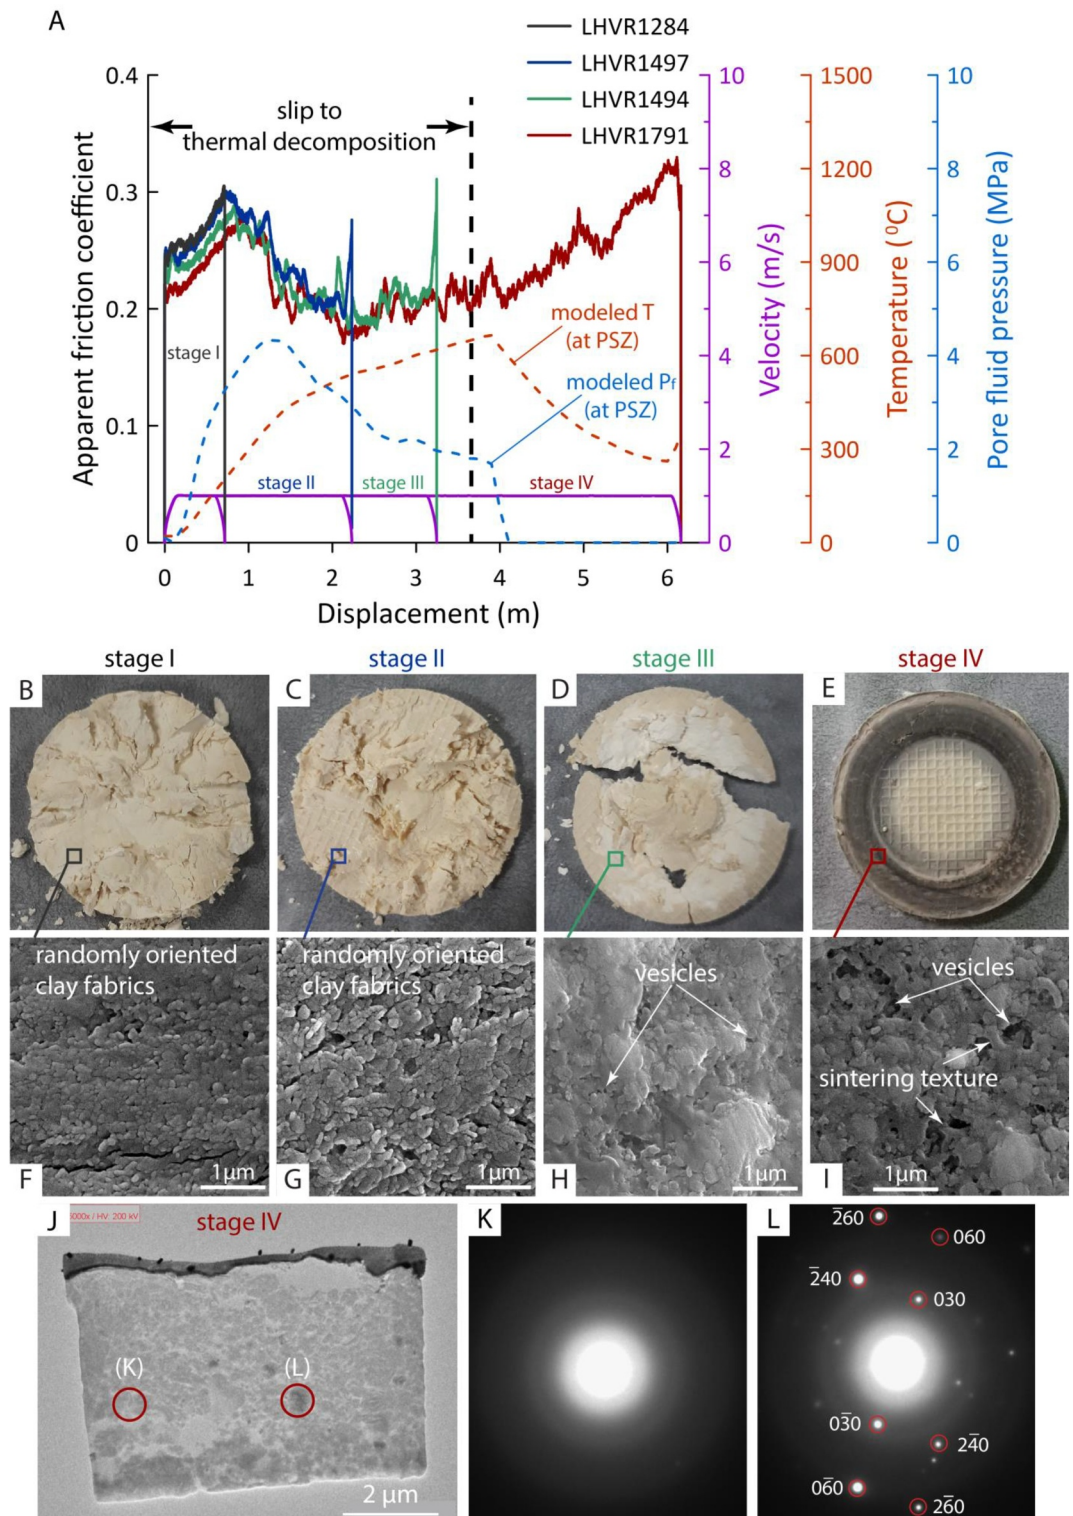 A
LHVR1284
LHVR1497
LHVR1494
LHVR1791
0.4
0.3
0.2
0.1
0
Apparent friction coefficient
slip to
thermal decomposition
stage I
stage II
stage III
stage IV
modeled T
(at PSZ)
modeled Pf
(at PSZ)
0 1 2 3 4 5 6
Displacement (m)
10
8
6
4
2
0
Velocity (m/s)
1500
1200
900
600
300
0
Temperature (⁰C)
10
8
6
4
2
0
Pore fluid pressure (MPa)
stage I
stage II
stage III
stage IV
B
C
D
E
randomly oriented
clay fabrics
F
1µm
randomly oriented
clay fabrics
G
1µm
vesicles
H
1µm
vesicles
sintering texture
I
1µm
J
000x / HV: 200 kV
stage IV
(K)
(L)
2 µm
K
L
2̅60
060
2̅40
030
03̅0
24̅0
06̅0
26̅0